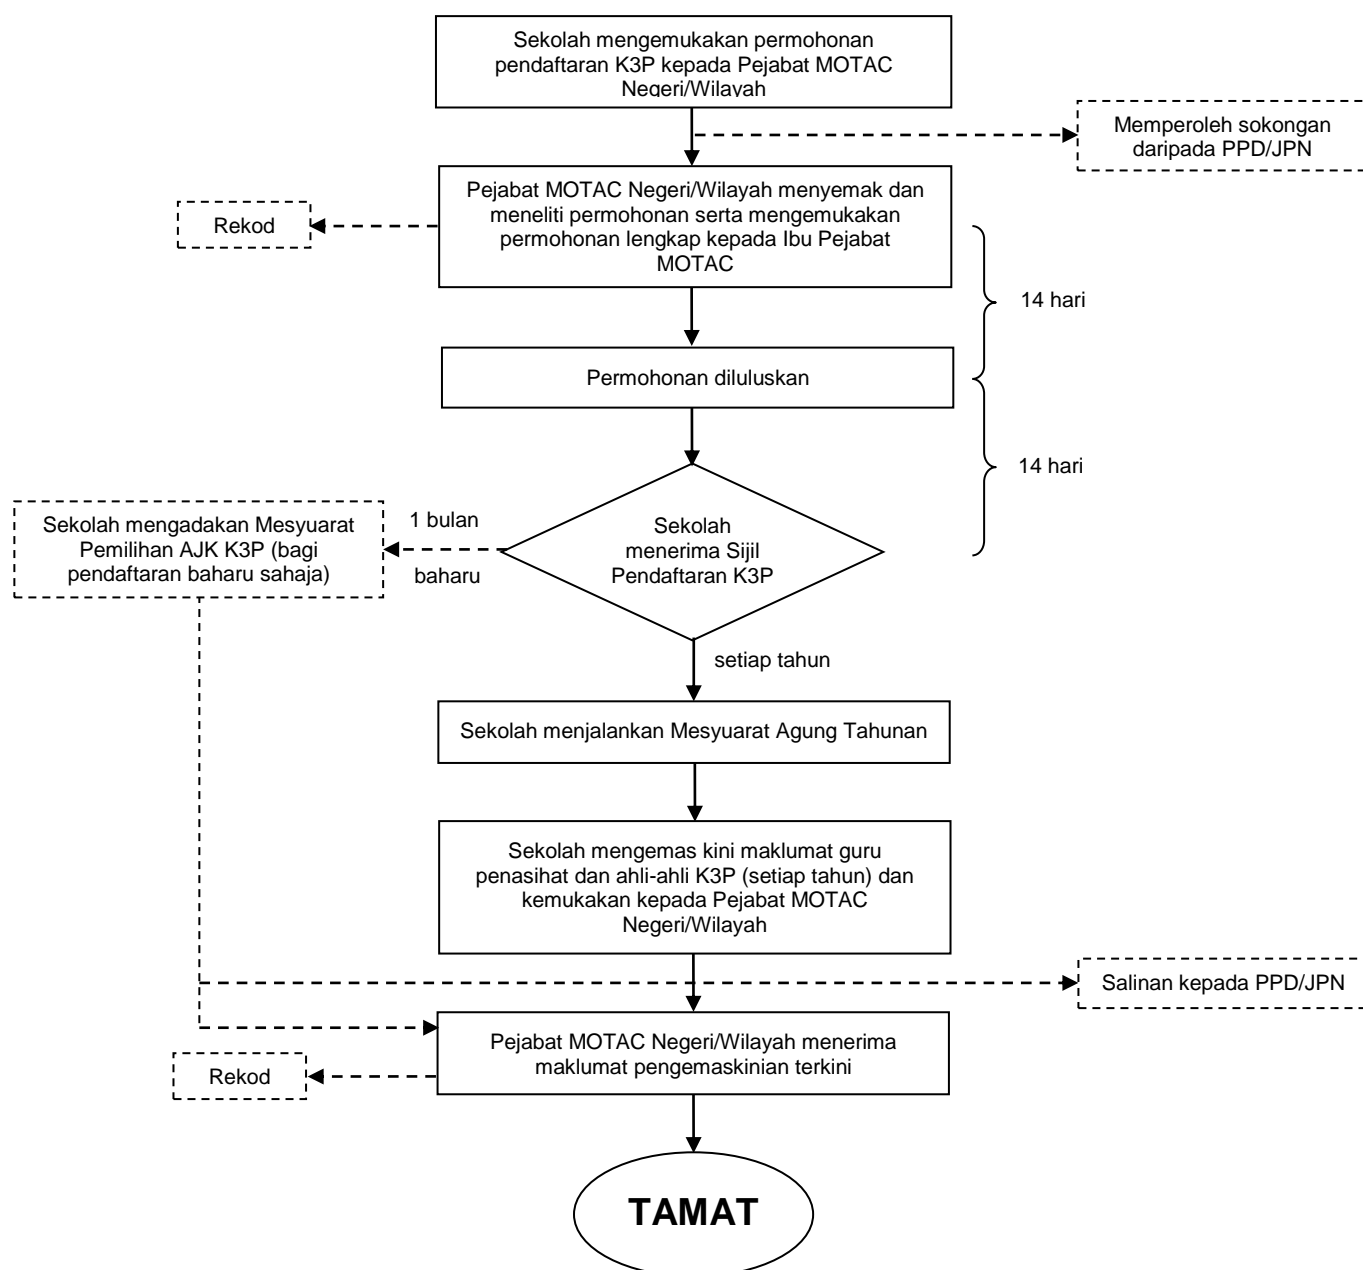 Sekolah mengemukakan permohonan
pendaftaran K3P kepada Pejabat MOTAC
Negeri/Wilayah
Memperoleh sokongan
daripada PPD/JPN
Pejabat MOTAC Negeri/Wilayah menyemak dan
meneliti permohonan serta mengemukakan
permohonan lengkap kepada Ibu Pejabat
MOTAC
Rekod
14 hari
Permohonan diluluskan
14 hari
Sekolah mengadakan Mesyuarat
Pemilihan AJK K3P (bagi
pendaftaran baharu sahaja)
1 bulan
baharu
Sekolah
menerima Sijil
Pendaftaran K3P
setiap tahun
Sekolah menjalankan Mesyuarat Agung Tahunan
Sekolah mengemas kini maklumat guru
penasihat dan ahli-ahli K3P (setiap tahun) dan
kemukakan kepada Pejabat MOTAC
Negeri/Wilayah
Salinan kepada PPD/JPN
Pejabat MOTAC Negeri/Wilayah menerima
maklumat pengemaskinian terkini
Rekod
TAMAT